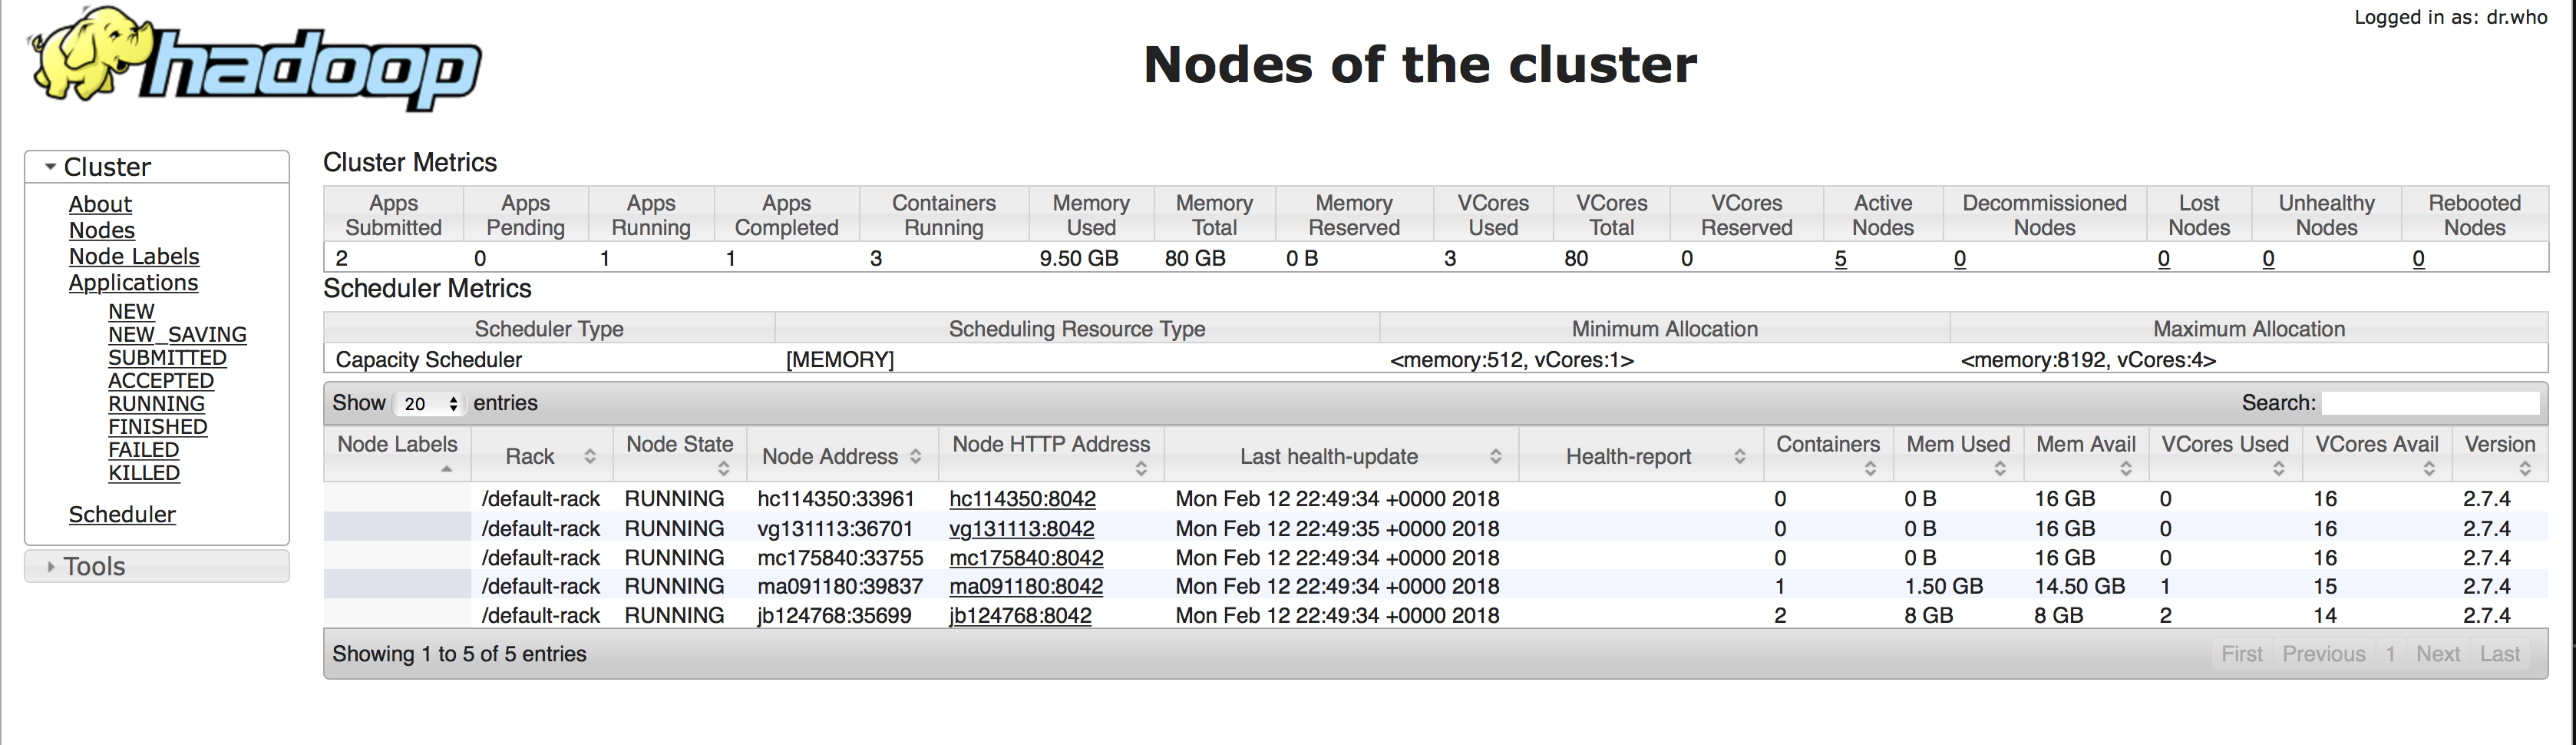 Logged in as: dr.who
hadoop
Nodes of the cluster
Cluster
About
Nodes
Node Labels
Applications
NEW
NEW_SAVING
SUBMITTED
ACCEPTED
RUNNING
FINISHED
FAILED
KILLED
Scheduler
Tools
Cluster Metrics
Apps Submitted Apps Pending Apps Running Apps Completed Containers Running Memory Used Memory Total Memory Reserved VCores Used VCores Total VCores Reserved Active Nodes Decommissioned Nodes Lost Nodes Unhealthy Nodes Rebooted Nodes
2 0 1 1 3 9.50 GB 80 GB 0 B 3 80 0 5 0 0 0 0
Scheduler Metrics
Scheduler Type Scheduling Resource Type Minimum Allocation Maximum Allocation
Capacity Scheduler [MEMORY] <memory:512, vCores:1> <memory:8192, vCores:4>
Show 20 entries Search:
Node Labels Rack Node State Node Address Node HTTP Address Last health-update Health-report Containers Mem Used Mem Avail VCores Used VCores Avail Version
/default-rack RUNNING hc114350:33961 hc114350:8042 Mon Feb 12 22:49:34 +0000 2018 0 0 B 16 GB 0 16 2.7.4
/default-rack RUNNING vg131113:36701 vg131113:8042 Mon Feb 12 22:49:35 +0000 2018 0 0 B 16 GB 0 16 2.7.4
/default-rack RUNNING mc175840:33755 mc175840:8042 Mon Feb 12 22:49:34 +0000 2018 0 0 B 16 GB 0 16 2.7.4
/default-rack RUNNING ma091180:39837 ma091180:8042 Mon Feb 12 22:49:34 +0000 2018 1 1.50 GB 14.50 GB 1 15 2.7.4
/default-rack RUNNING jb124768:35699 jb124768:8042 Mon Feb 12 22:49:34 +0000 2018 2 8 GB 8 GB 2 14 2.7.4
Showing 1 to 5 of 5 entries First Previous 1 Next Last